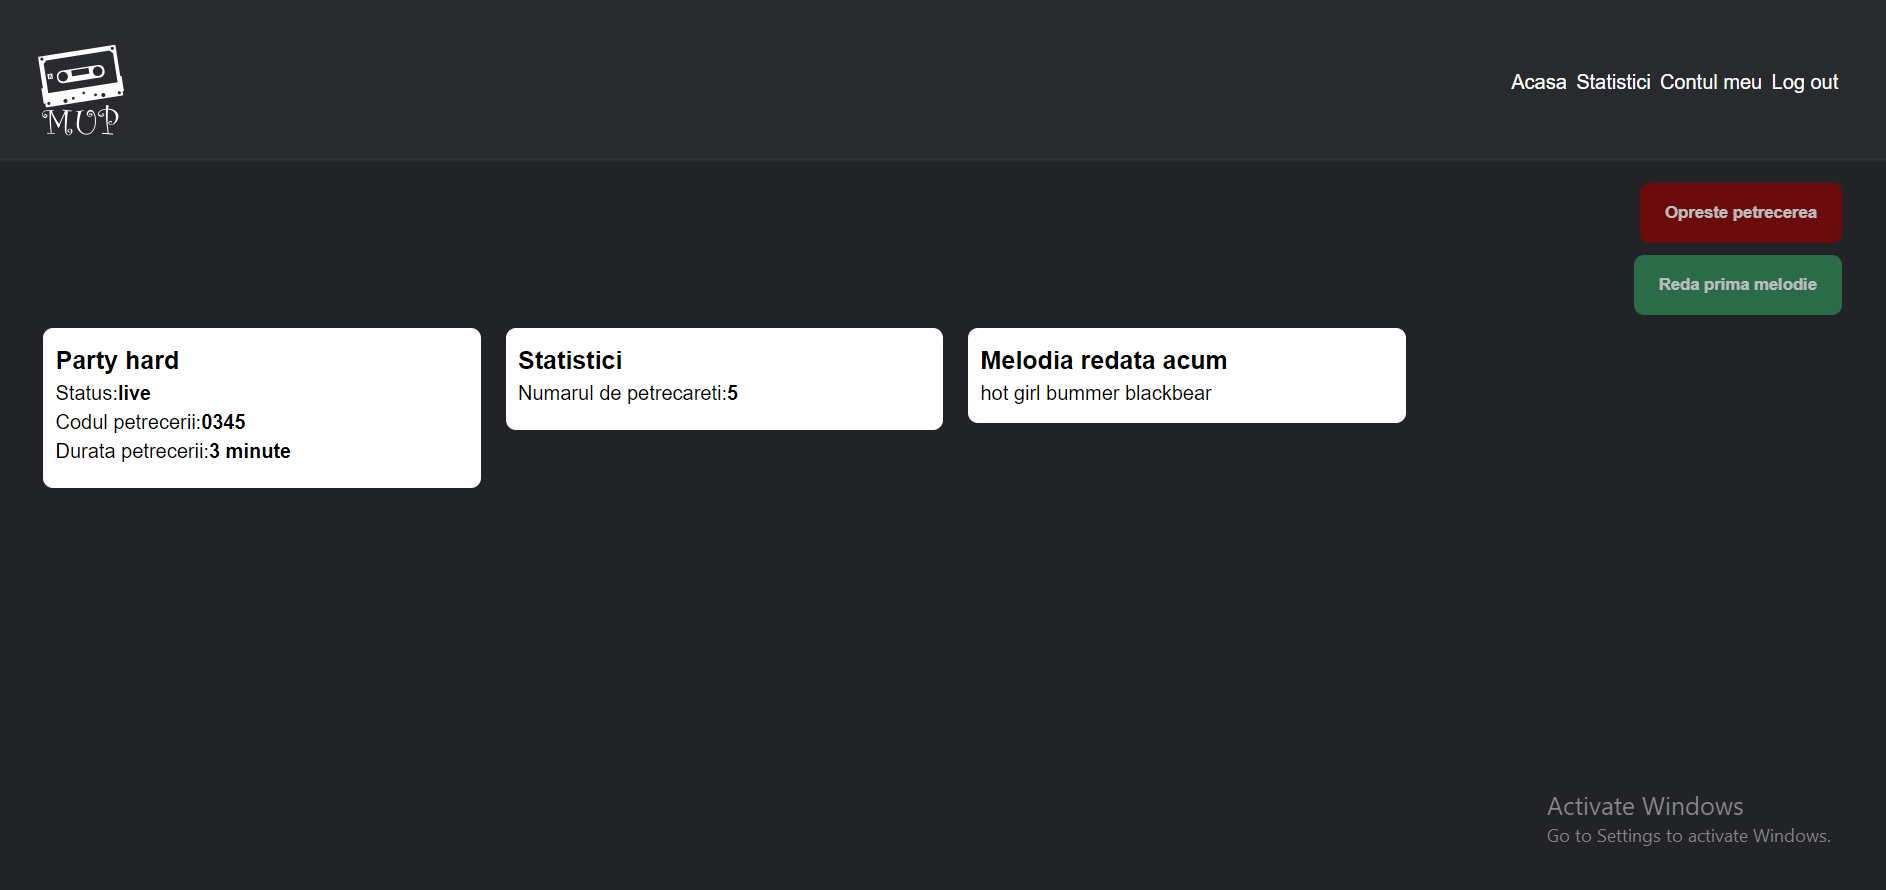 MUP
Acasa Statistici Contul meu Log out
Opreste petrecerea
Reda prima melodie
Party hard
Status:live
Codul petrecerii:0345
Durata petrecerii:3 minute
Statistici
Numarul de petrecareti:5
Melodia redata acum
hot girl bummer blackbear
Activate Windows
Go to Settings to activate Windows.